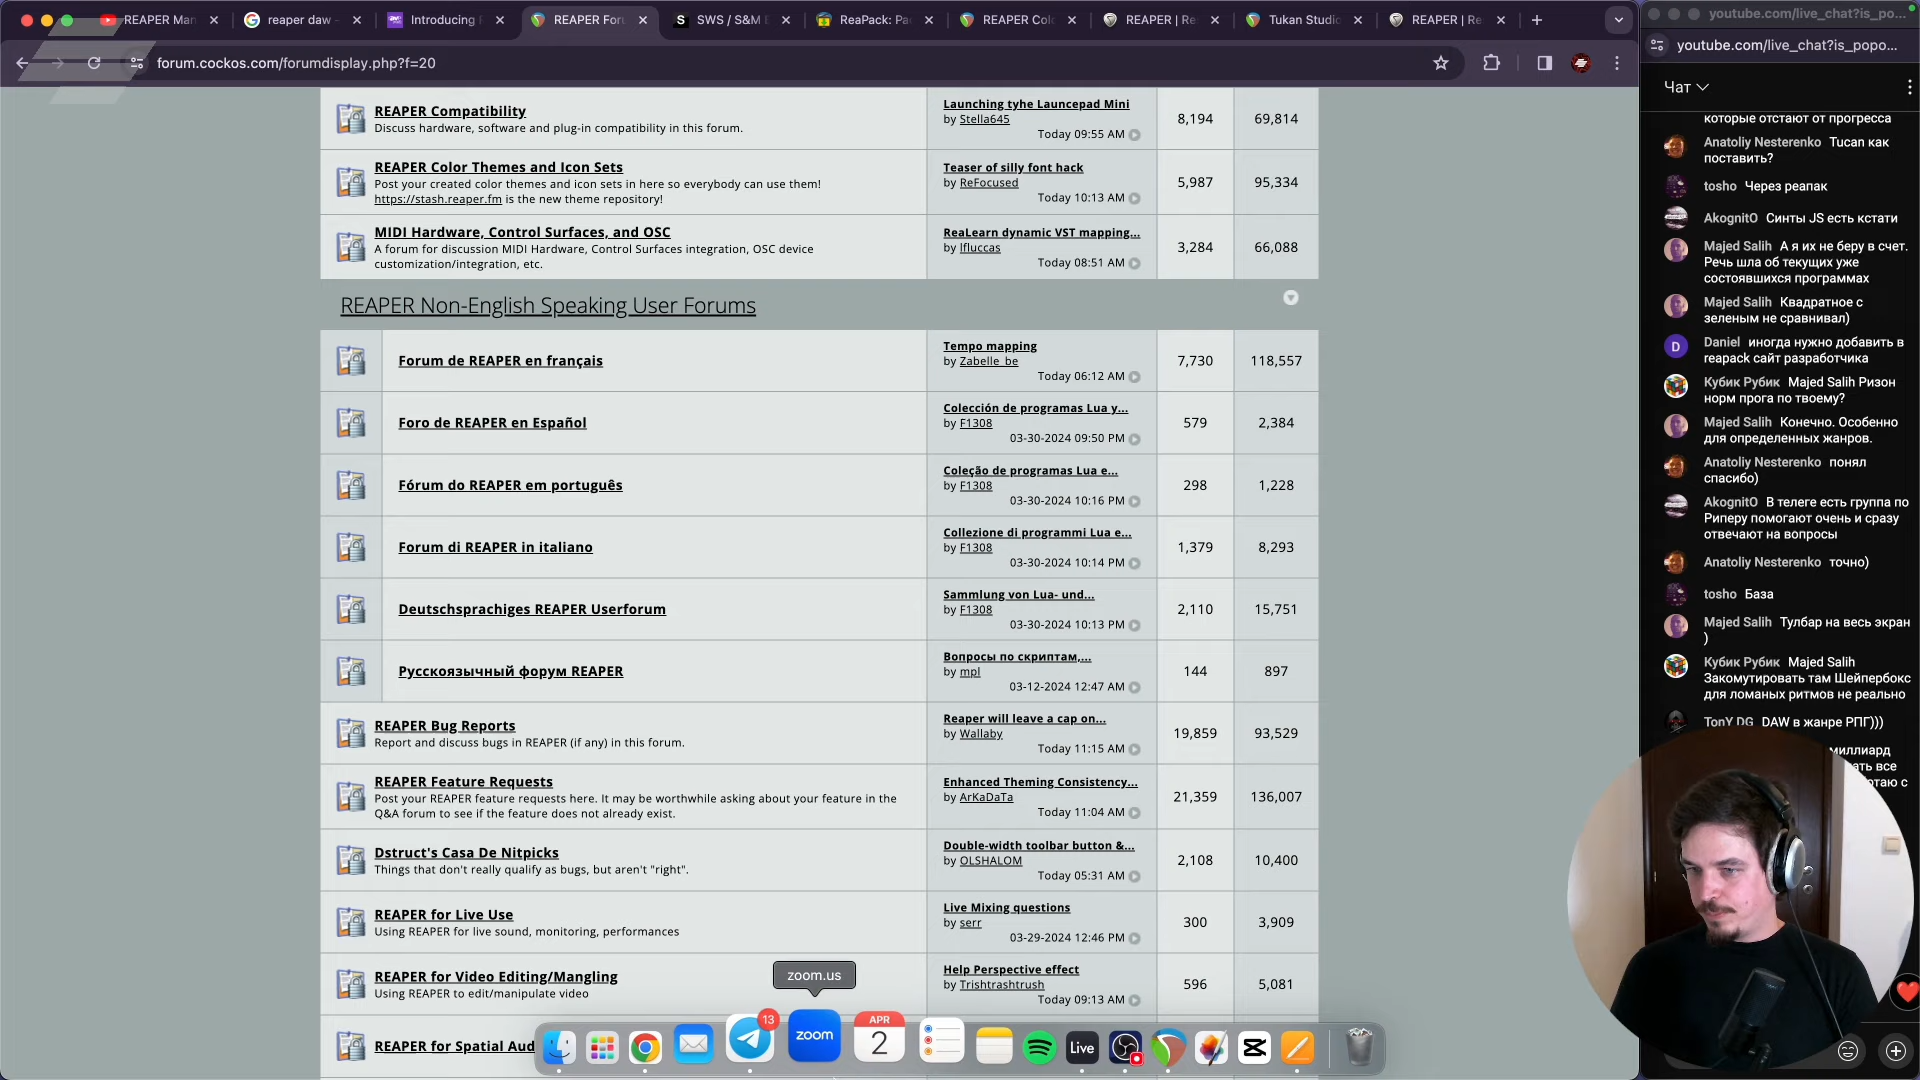 REAPER Man
reaper daw -
Introducing F
REAPER Foru
SWS / S&M E
ReaPack: Pa
REAPER Colo
REAPER | Re
Tukan Studio
REAPER | Re
forum.cockos.com/forumdisplay.php?f=20
REAPER Compatibility
Discuss hardware, software and plug-in compatibility in this forum.
Launching tyhe Launcepad Mini
by Stella645
Today 09:55 AM
8,194
69,814
REAPER Color Themes and Icon Sets
Post your created color themes and icon sets in here so everybody can use them!
https://stash.reaper.fm is the new theme repository!
Teaser of silly font hack
by ReFocused
Today 10:13 AM
5,987
95,334
MIDI Hardware, Control Surfaces, and OSC
A forum for discussion MIDI Hardware, Control Surfaces integration, OSC device
customization/integration, etc.
ReaLearn dynamic VST mapping...
by lfluccas
Today 08:51 AM
3,284
66,088
REAPER Non-English Speaking User Forums
Forum de REAPER en français
Tempo mapping
by Zabelle_be
Today 06:12 AM
7,730
118,557
Foro de REAPER en Español
Colección de programas Lua y...
by F1308
03-30-2024 09:50 PM
579
2,384
Fórum do REAPER em português
Coleção de programas Lua e...
by F1308
03-30-2024 10:16 PM
298
1,228
Forum di REAPER in italiano
Collezione di programmi Lua e...
by F1308
03-30-2024 10:14 PM
1,379
8,293
Deutschsprachiges REAPER Userforum
Sammlung von Lua- und...
by F1308
03-30-2024 10:13 PM
2,110
15,751
Русскоязычный форум REAPER
Вопросы по скриптам,...
by mpl
03-12-2024 12:47 AM
144
897
REAPER Bug Reports
Report and discuss bugs in REAPER (if any) in this forum.
Reaper will leave a cap on...
by Wallaby
Today 11:15 AM
19,859
93,529
REAPER Feature Requests
Post your REAPER feature requests here. It may be worthwhile asking about your feature in the
Q&A forum to see if the feature does not already exist.
Enhanced Theming Consistency...
by ArKaDaTa
Today 11:04 AM
21,359
136,007
Dstruct's Casa De Nitpicks
Things that don't really qualify as bugs, but aren't "right".
Double-width toolbar button &...
by OLSHALOM
Today 05:31 AM
2,108
10,400
REAPER for Live Use
Using REAPER for live sound, monitoring, performances
Live Mixing questions
by serr
03-29-2024 12:46 PM
300
3,909
REAPER for Video Editing/Mangling
Using REAPER to edit/manipulate video
Help Perspective effect
by Trishtrashtrush
Today 09:13 AM
596
5,081
REAPER for Spatial Aud
zoom.us
13
zoom
APR
2
Live
youtube.com/live_chat?is_po...
youtube.com/live_chat?is_popo...
Чат
которые отстают от прогресса
Anatoliy Nesterenko Tucan как
поставить?
tosho Через реапак
AkognitO Синты JS есть кстати
Majed Salih А я их не беру в счет.
Речь шла об текущих уже
состоявшихся программах
Majed Salih Квадратное с
зеленым не сравнивал)
D
Daniel иногда нужно добавить в
reapack сайт разработчика
Кубик Рубик Majed Salih Ризон
норм прога по твоему?
Majed Salih Конечно. Особенно
для определенных жанров.
Anatoliy Nesterenko понял
спасибо)
AkognitO В телеге есть группа по
Риперу помогают очень и сразу
отвечают на вопросы
Anatoliy Nesterenko точно)
tosho База
Majed Salih Тулбар на весь экран
)
Кубик Рубик Majed Salih
Закомутировать там Шейпербокс
для ломаных ритмов не реально
TonY DG DAW в жанре РПГ)))
миллиард
все